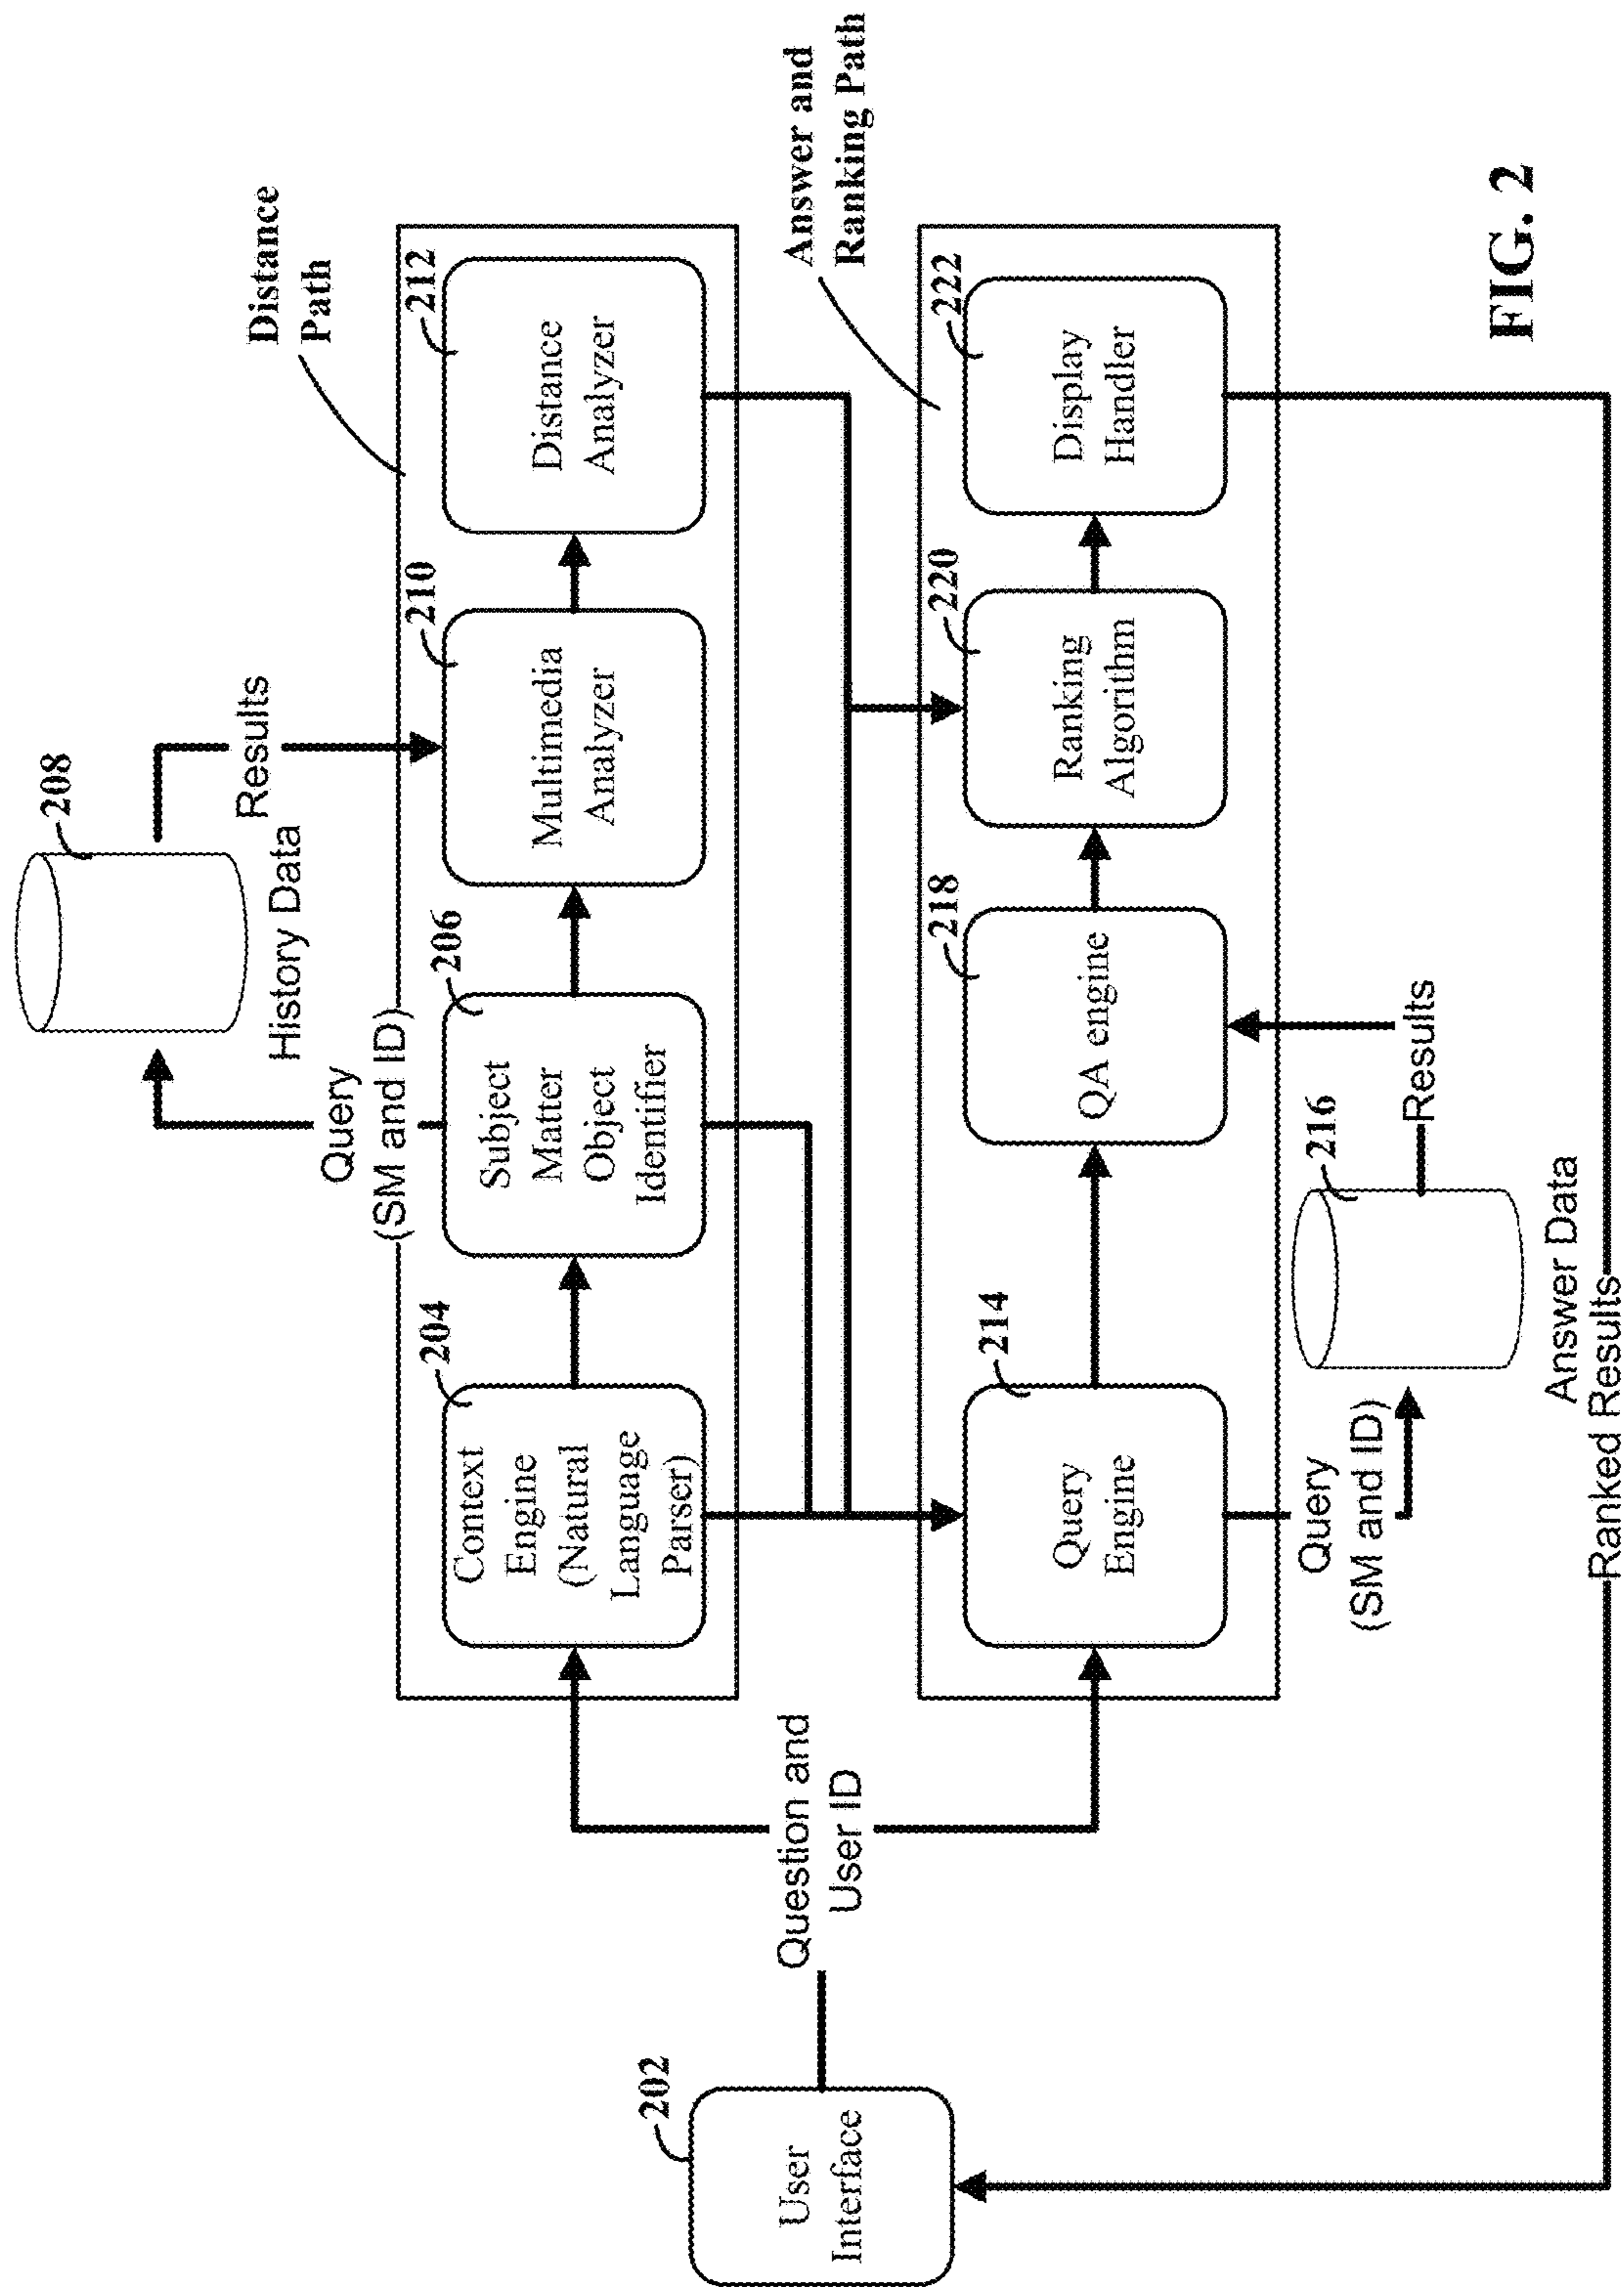 208
Results
History Data
Query
(SM and ID)
Distance
Path
204
Context
Engine
(Natural
Language
Parser)
206
Subject
Matter
Object
Identifier
210
Multimedia
Analyzer
212
Distance
Analyzer
202
User
Interface
Question and
User ID
Answer and
Ranking Path
214
Query
Engine
218
QA engine
220
Ranking
Algorithm
222
Display
Handler
Query
(SM and ID)
216
Results
Answer Data
Ranked Results
FIG. 2